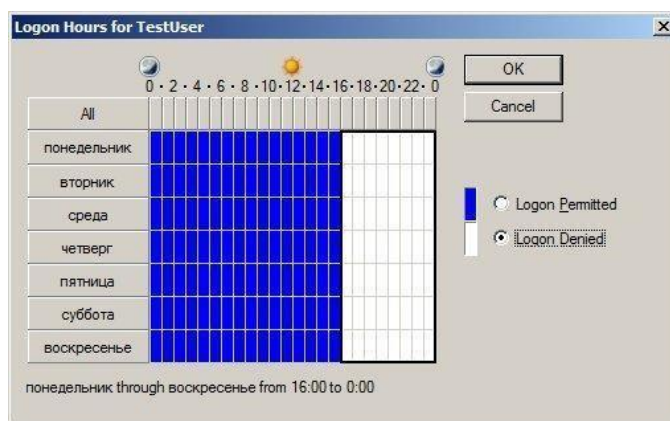 Logon Hours for TestUser
0 · 2 · 4 · 6 · 8 · 10 · 12 · 14 · 16 · 18 · 20 · 22 · 0
OK
All
Cancel
понедельник
вторник
среда
Logon Permitted
четверг
Logon Denied
пятница
суббота
воскресенье
понедельник through воскресенье from 16:00 to 0:00